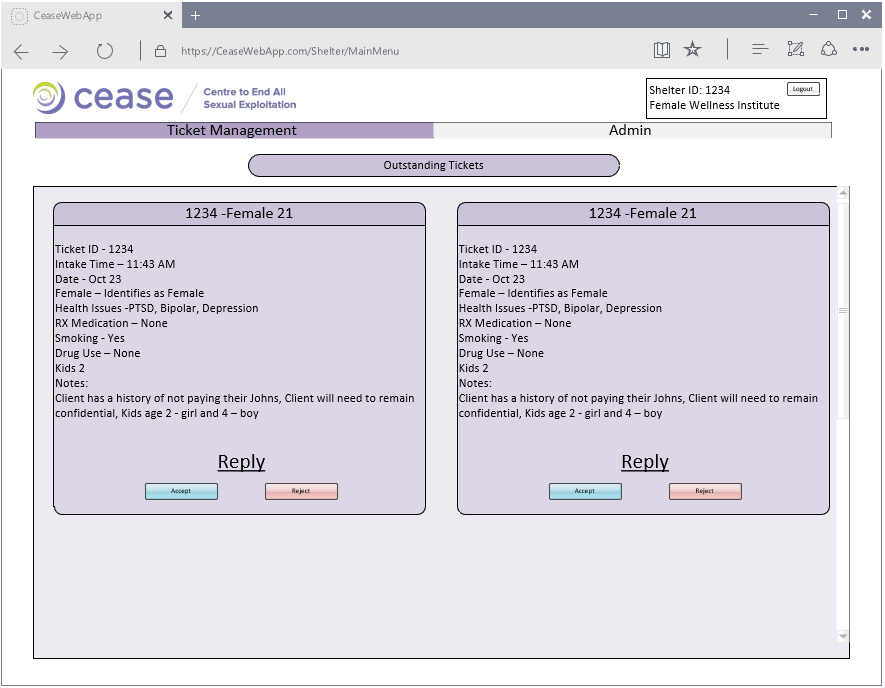 CeaseWebApp
https://CeaseWebApp.com/Shelter/MainMenu
cease
Centre to End All
Sexual Exploitation
Shelter ID: 1234
Logout
Female Wellness Institute
Ticket Management
Admin
Outstanding Tickets
1234 -Female 21
Ticket ID - 1234
Intake Time – 11:43 AM
Date - Oct 23
Female – Identifies as Female
Health Issues -PTSD, Bipolar, Depression
RX Medication – None
Smoking - Yes
Drug Use – None
Kids 2
Notes:
Client has a history of not paying their Johns, Client will need to remain
confidential, Kids age 2 - girl and 4 – boy
Reply
Accept
Reject
1234 -Female 21
Ticket ID - 1234
Intake Time – 11:43 AM
Date - Oct 23
Female – Identifies as Female
Health Issues -PTSD, Bipolar, Depression
RX Medication – None
Smoking - Yes
Drug Use – None
Kids 2
Notes:
Client has a history of not paying their Johns, Client will need to remain
confidential, Kids age 2 - girl and 4 – boy
Reply
Accept
Reject